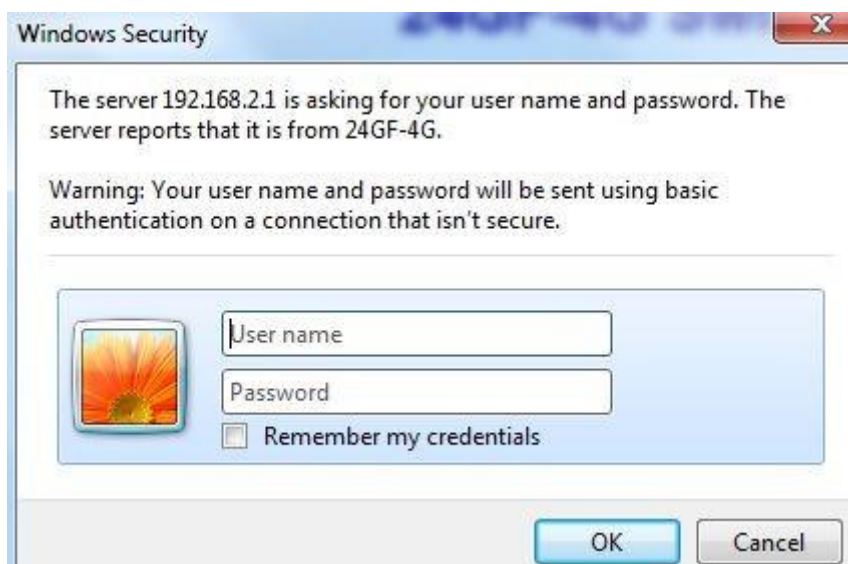 Windows Security
The server 192.168.2.1 is asking for your user name and password. The
server reports that it is from 24GF-4G.
Warning: Your user name and password will be sent using basic
authentication on a connection that isn't secure.
User name
Password
Remember my credentials
OK
Cancel